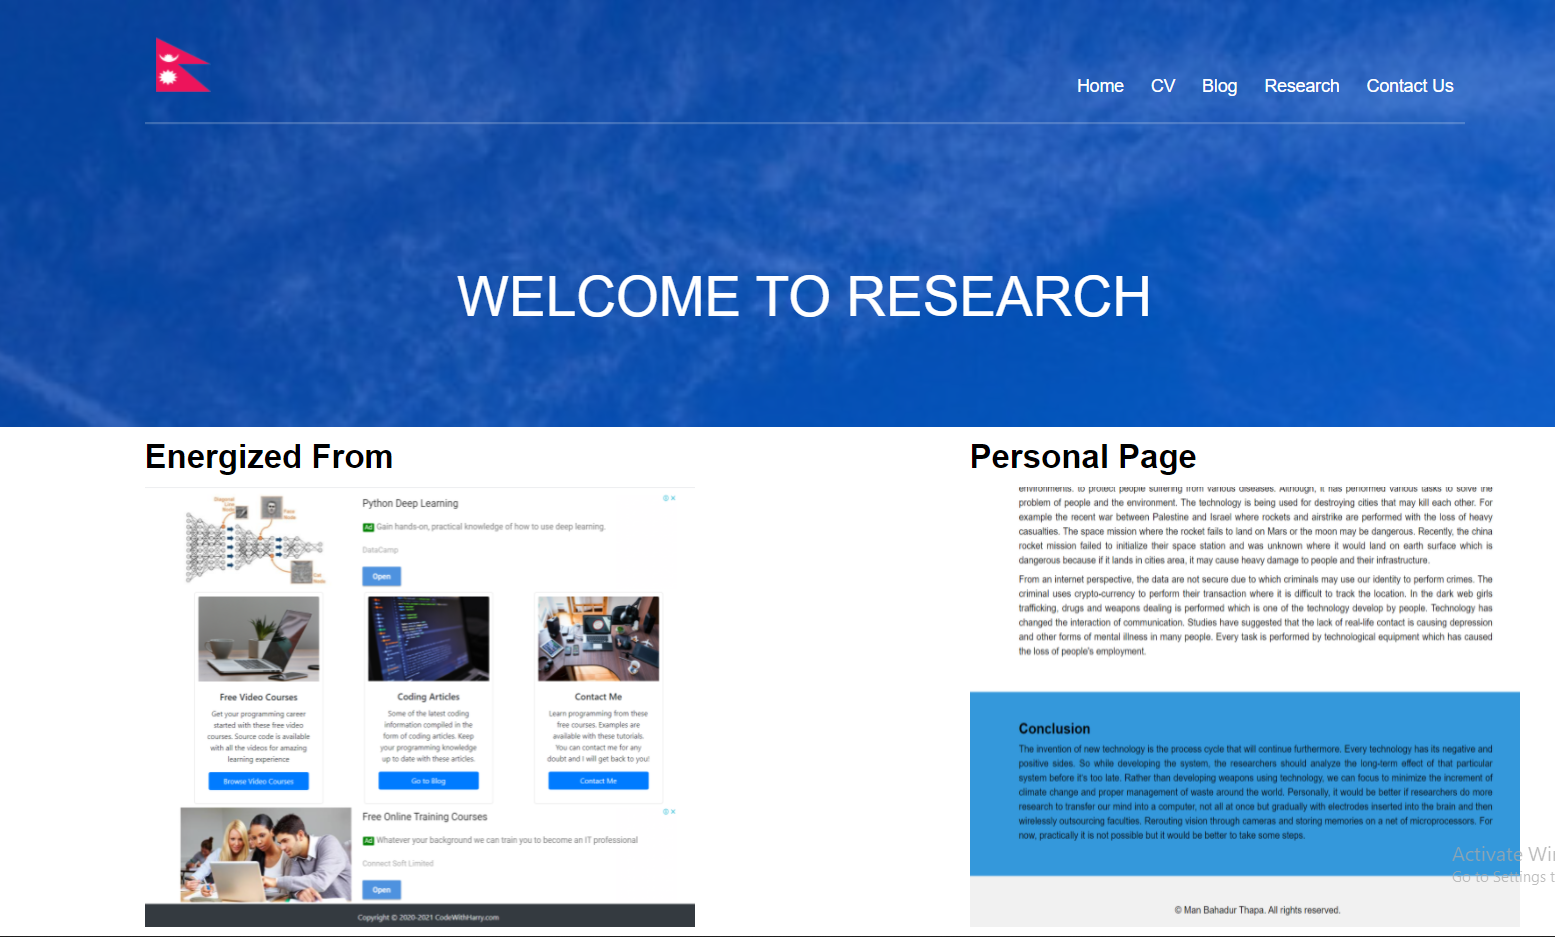 Home CV Blog Research Contact Us
WELCOME TO RESEARCH
Energized From
Python Deep Learning
Ad Gain hands-on, practical knowledge of how to use deep learning.
DataCamp
Open
Diagonal
Line
Node
Face
Node
Cat
Node
Free Video Courses
Get your programming career
started with these free video
courses. Source code is available
with all the videos for amazing
learning experience
Browse Video Courses
Coding Articles
Some of the latest coding
information compiled in the
form of coding articles. Keep
your programming knowledge
up to date with these articles.
Go to Blog
Contact Me
Learn programming from these
free courses. Examples are
available with these tutorials.
You can contact me for any
doubt and I will get back to you!
Contact Me
Free Online Training Courses
Ad Whatever your background we can train you to become an IT professional
Connect Soft Limited
Open
Copyright © 2020-2021 CodeWithHarry.com
Personal Page
environments. to protect people suffering from various diseases. Although, it has performed various tasks to solve the
problem of people and the environment. The technology is being used for destroying cities that may kill each other. For
example the recent war between Palestine and Israel where rockets and airstrike are performed with the loss of heavy
casualties. The space mission where the rocket fails to land on Mars or the moon may be dangerous. Recently, the china
rocket mission failed to initialize their space station and was unknown where it would land on earth surface which is
dangerous because if it lands in cities area, it may cause heavy damage to people and their infrastructure.
From an internet perspective, the data are not secure due to which criminals may use our identity to perform crimes. The
criminal uses crypto-currency to perform their transaction where it is difficult to track the location. In the dark web girls
trafficking, drugs and weapons dealing is performed which is one of the technology develop by people. Technology has
changed the interaction of communication. Studies have suggested that the lack of real-life contact is causing depression
and other forms of mental illness in many people. Every task is performed by technological equipment which has caused
the loss of people's employment.
Conclusion
The invention of new technology is the process cycle that will continue furthermore. Every technology has its negative and
positive sides. So while developing the system, the researchers should analyze the long-term effect of that particular
system before it's too late. Rather than developing weapons using technology, we can focus to minimize the increment of
climate change and proper management of waste around the world. Personally, it would be better if researchers do more
research to transfer our mind into a computer, not all at once but gradually with electrodes inserted into the brain and then
wirelessly outsourcing faculties. Rerouting vision through cameras and storing memories on a net of microprocessors. For
now, practically it is not possible but it would be better to take some steps.
© Man Bahadur Thapa. All rights reserved.
Activate Win
Go to Settings t